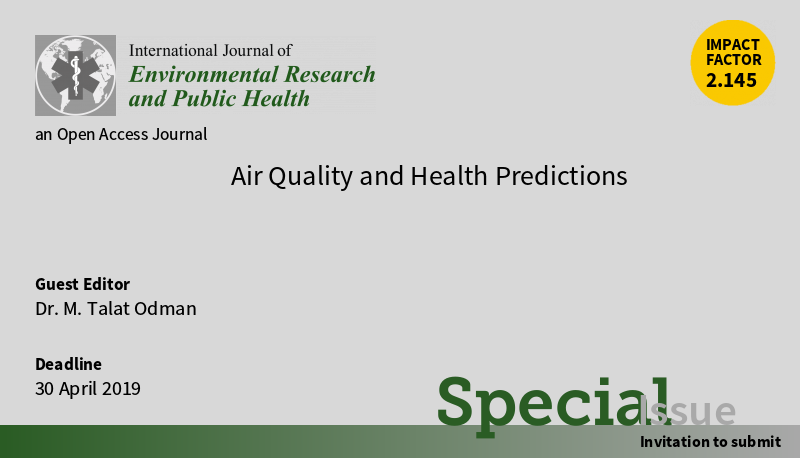 International Journal of
Environmental Research
and Public Health
IMPACT
FACTOR
2.145
an Open Access Journal
Air Quality and Health Predictions
Guest Editor
Dr. M. Talat Odman
Deadline
30 April 2019
Special Issue
Invitation to submit